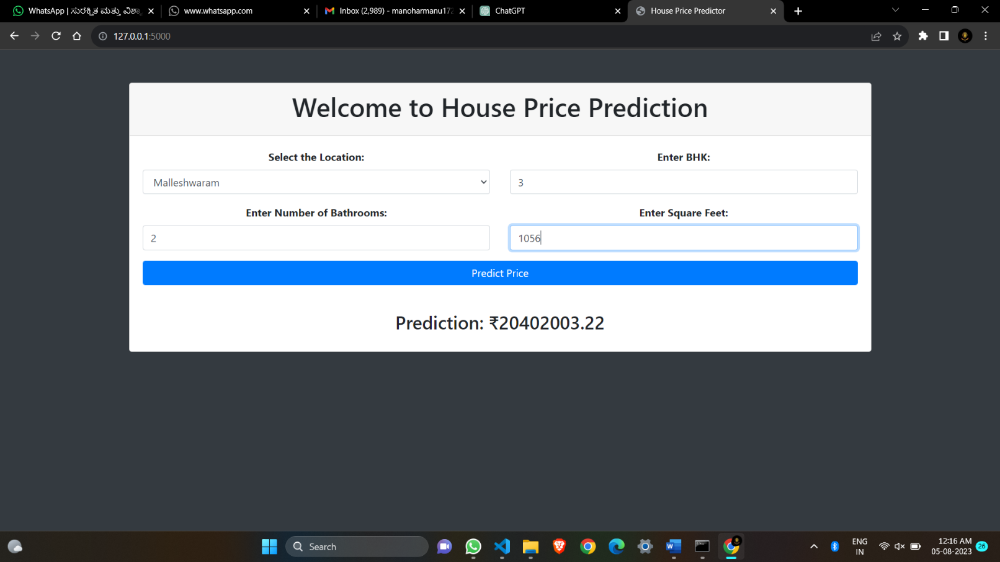 WhatsApp | ಸುರಕ್ಷಿತ ಮತ್ತು ವಿಶ್ವಾ
www.whatsapp.com
Inbox (2,989) - manoharmanu172
ChatGPT
House Price Predictor
127.0.0.1:5000
Welcome to House Price Prediction
Select the Location:
Enter BHK:
Malleshwaram
3
Enter Number of Bathrooms:
Enter Square Feet:
2
1056
Predict Price
Prediction: ₹20402003.22
Search
ENG
IN
12:16 AM
05-08-2023
26